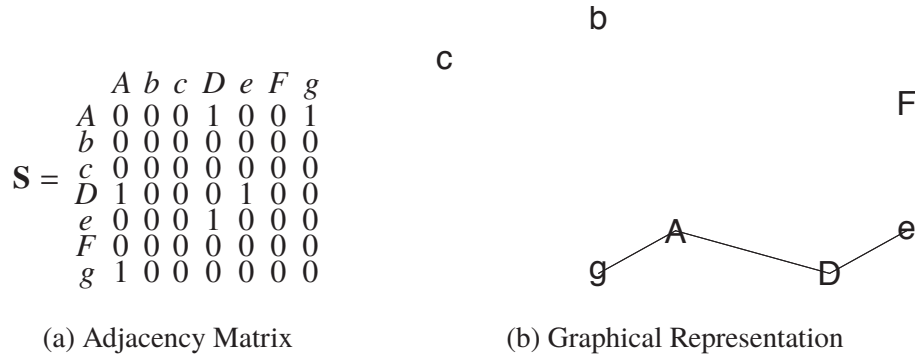 A b c D e F g
A 0 0 0 1 0 0 1
b 0 0 0 0 0 0 0
c 0 0 0 0 0 0 0
S = D 1 0 0 0 1 0 0
e 0 0 0 1 0 0 0
F 0 0 0 0 0 0 0
g 1 0 0 0 0 0 0
(a) Adjacency Matrix
b
c
F
A
e
g
D
(b) Graphical Representation